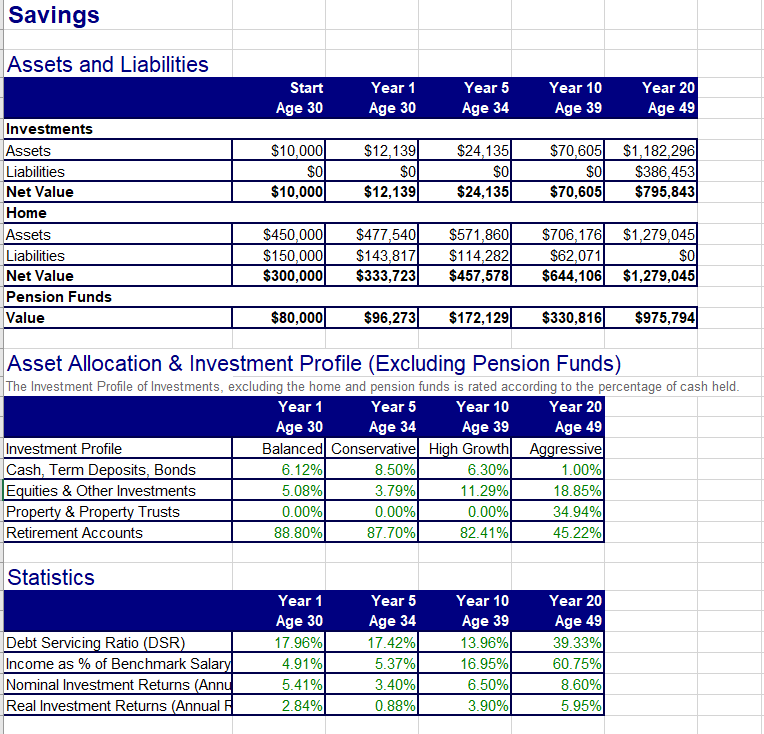 Savings
Assets and Liabilities
Start Year 1 Year 5 Year 10 Year 20
Age 30 Age 30 Age 34 Age 39 Age 49
Investments
Assets $10,000 $12,139 $24,135 $70,605 $1,182,296
Liabilities $0 $0 $0 $0 $386,453
Net Value $10,000 $12,139 $24,135 $70,605 $795,843
Home
Assets $450,000 $477,540 $571,860 $706,176 $1,279,045
Liabilities $150,000 $143,817 $114,282 $62,071 $0
Net Value $300,000 $333,723 $457,578 $644,106 $1,279,045
Pension Funds
Value $80,000 $96,273 $172,129 $330,816 $975,794
Asset Allocation & Investment Profile (Excluding Pension Funds)
The Investment Profile of Investments, excluding the home and pension funds is rated according to the percentage of cash held.
Year 1 Year 5 Year 10 Year 20
Age 30 Age 34 Age 39 Age 49
Investment Profile Balanced Conservative High Growth Aggressive
Cash, Term Deposits, Bonds 6.12% 8.50% 6.30% 1.00%
Equities & Other Investments 5.08% 3.79% 11.29% 18.85%
Property & Property Trusts 0.00% 0.00% 0.00% 34.94%
Retirement Accounts 88.80% 87.70% 82.41% 45.22%
Statistics
Year 1 Year 5 Year 10 Year 20
Age 30 Age 34 Age 39 Age 49
Debt Servicing Ratio (DSR) 17.96% 17.42% 13.96% 39.33%
Income as % of Benchmark Salary 4.91% 5.37% 16.95% 60.75%
Nominal Investment Returns (Annu 5.41% 3.40% 6.50% 8.60%
Real Investment Returns (Annual R 2.84% 0.88% 3.90% 5.95%